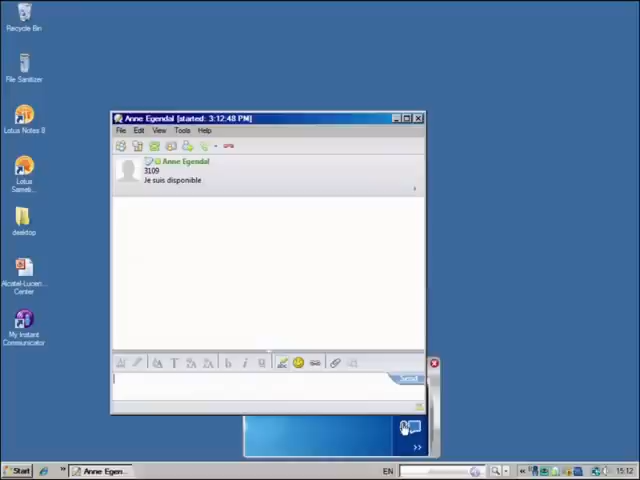 Recycle Bin
File Sanitizer
Lotus Notes 8
Lotus
Sameti...
desktop
Alcatel-Lucen...
Center
My Instant
Communicator
Anne Egendal [started: 3:12:48 PM]
File Edit View Tools Help
Anne Egendal
3109
Je suis disponible
Send
Start
Anne Egen...
EN
15:12